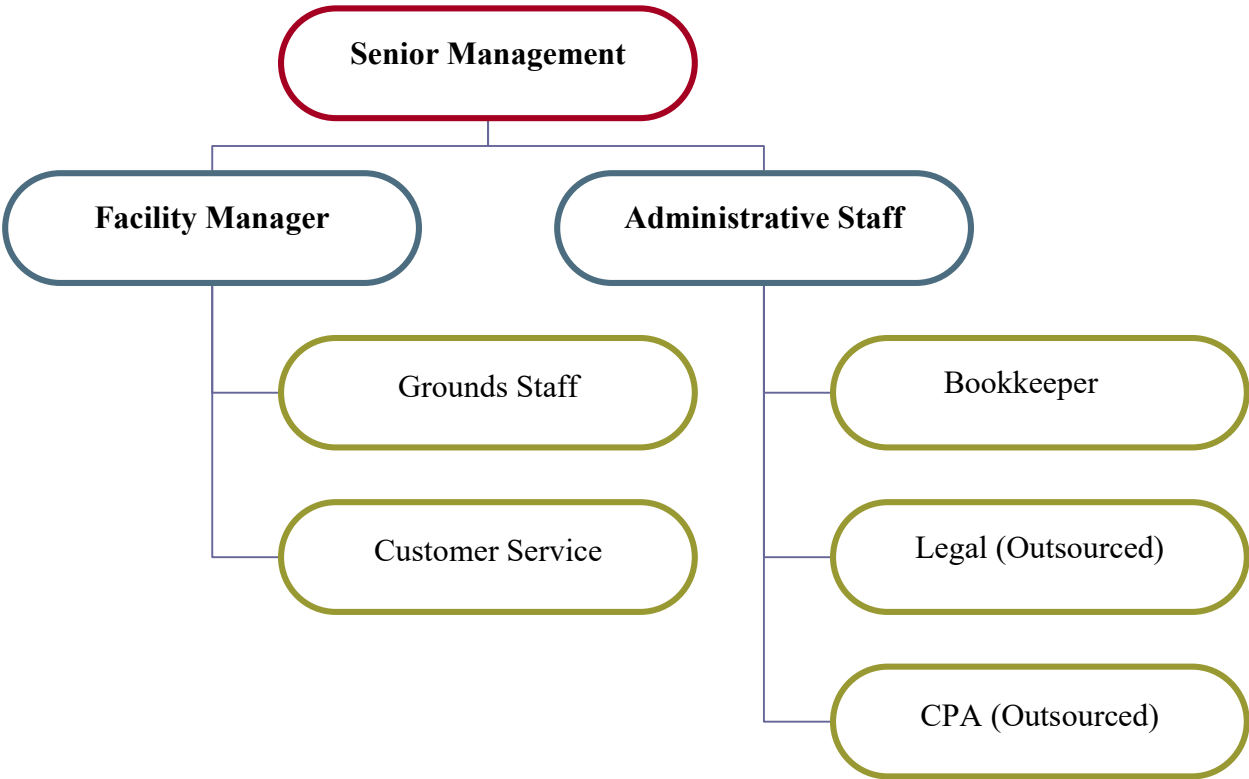 Senior Management
Facility Manager
Administrative Staff
Grounds Staff
Bookkeeper
Customer Service
Legal (Outsourced)
CPA (Outsourced)